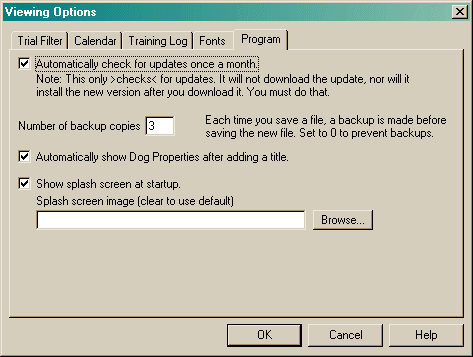 Viewing Options
Trial Filter Calendar Training Log Fonts Program
Automatically check for updates once a month.
Note: This only >checks< for updates. It will not download the update, nor will it
install the new version after you download it. You must do that.
Number of backup copies 3 Each time you save a file, a backup is made before
saving the new file. Set to 0 to prevent backups.
Automatically show Dog Properties after adding a title.
Show splash screen at startup.
Splash screen image (clear to use default)
Browse...
OK Cancel Help